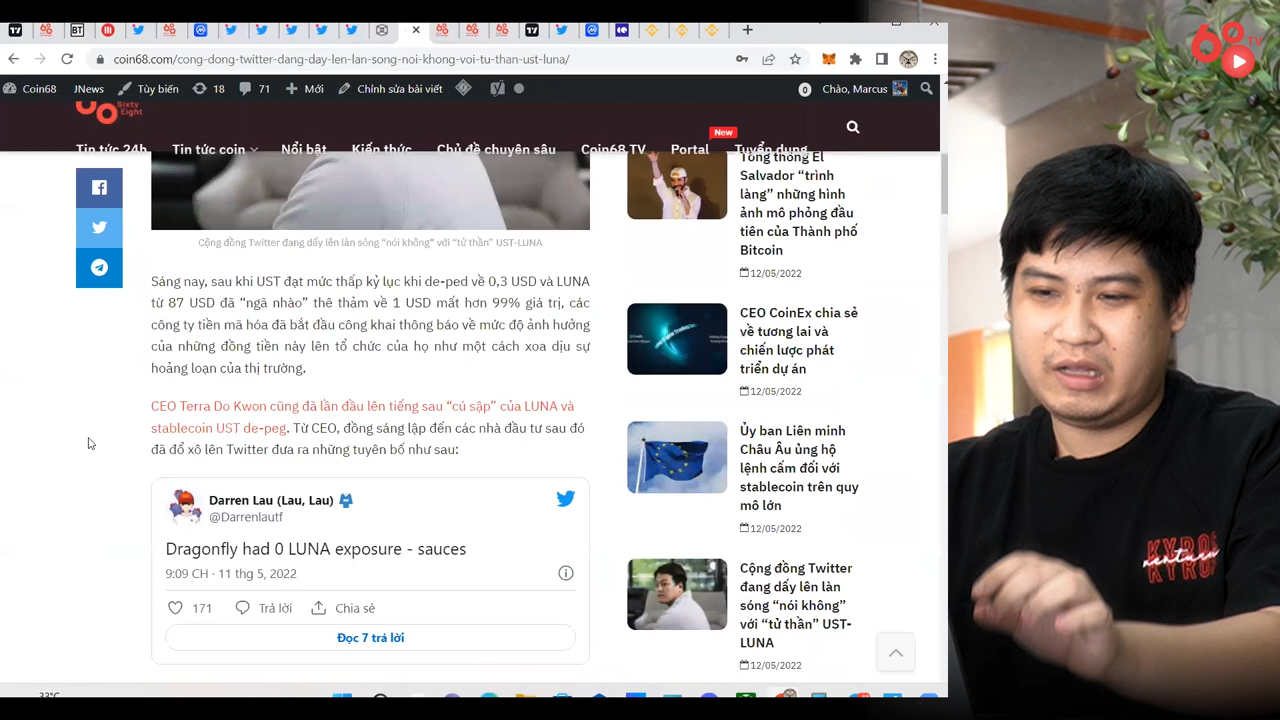 coin68.com/cong-dong-twitter-dang-day-len-lan-song-noi-khong-voi-tu-than-ust-luna/
Coin68 JNews Tùy biến 18 71 Mới Chỉnh sửa bài viết 0 Chào, Marcus
Sixty
Eight
New
Tin tức 24h Tin tức coin Nổi bật Kiến thức Chủ đề chuyên sâu Coin68 TV Portal Tuyển dụng
Cộng đồng Twitter đang dấy lên làn sóng “nói không” với “tử thần” UST-LUNA
Sáng nay, sau khi UST đạt mức thấp kỷ lục khi de-ped về 0,3 USD và LUNA
từ 87 USD đã “ngã nhào” thê thảm về 1 USD mất hơn 99% giá trị, các
công ty tiền mã hóa đã bắt đầu công khai thông báo về mức độ ảnh hưởng
của những đồng tiền này lên tổ chức của họ như một cách xoa dịu sự
hoảng loạn của thị trường.
CEO Terra Do Kwon cũng đã lần đầu lên tiếng sau “cú sập” của LUNA và
stablecoin UST de-peg. Từ CEO, đồng sáng lập đến các nhà đầu tư sau đó
đã đổ xô lên Twitter đưa ra những tuyên bố như sau:
Darren Lau (Lau, Lau)
@Darrenlautf
Dragonfly had 0 LUNA exposure - sauces
9:09 CH · 11 thg 5, 2022
171 Trả lời Chia sẻ
Đọc 7 trả lời
Tổng thống El
Salvador “trình
làng” những hình
ảnh mô phỏng đầu
tiên của Thành phố
Bitcoin
12/05/2022
CEO CoinEx chia sẻ
về tương lai và
chiến lược phát
triển dự án
12/05/2022
Ủy ban Liên minh
Châu Âu ủng hộ
lệnh cấm đối với
stablecoin trên quy
mô lớn
12/05/2022
Cộng đồng Twitter
đang dấy lên làn
sóng “nói không”
với “tử thần” UST-
LUNA
12/05/2022
33°C
68
TV
KYROS
ventures
KYROS